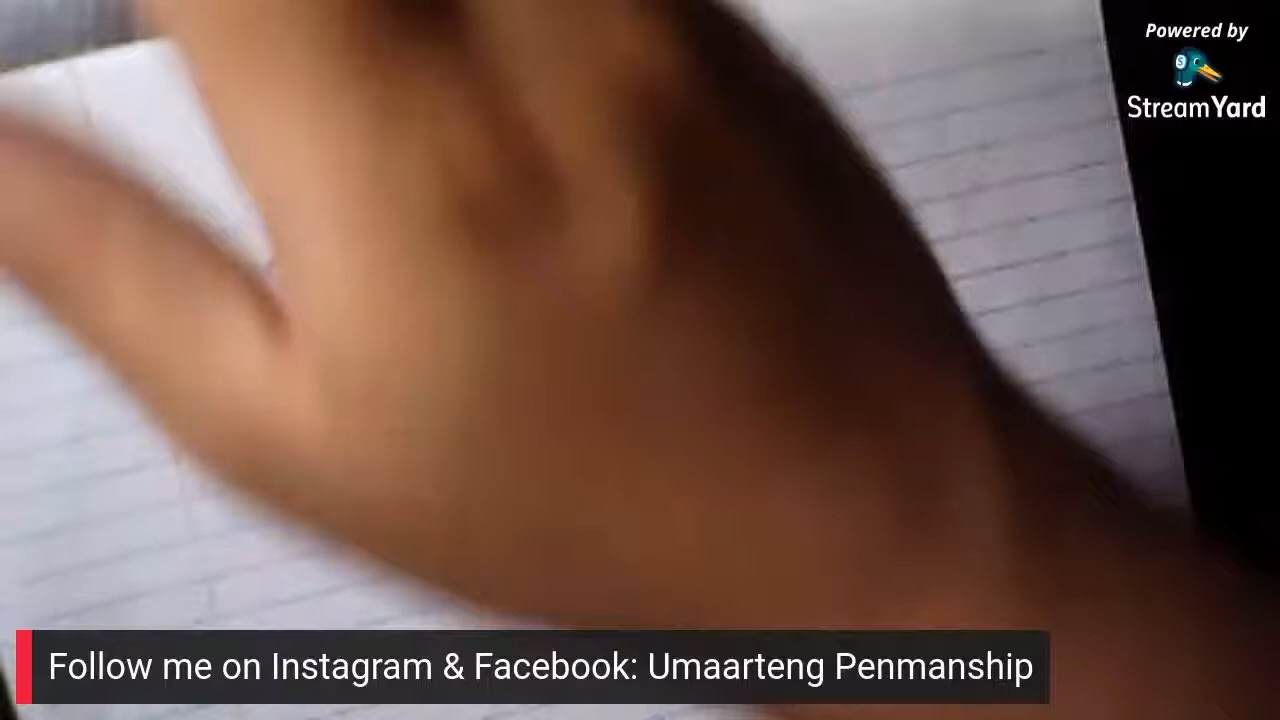 Powered by
StreamYard
Follow me on Instagram & Facebook: Umaarteng Penmanship